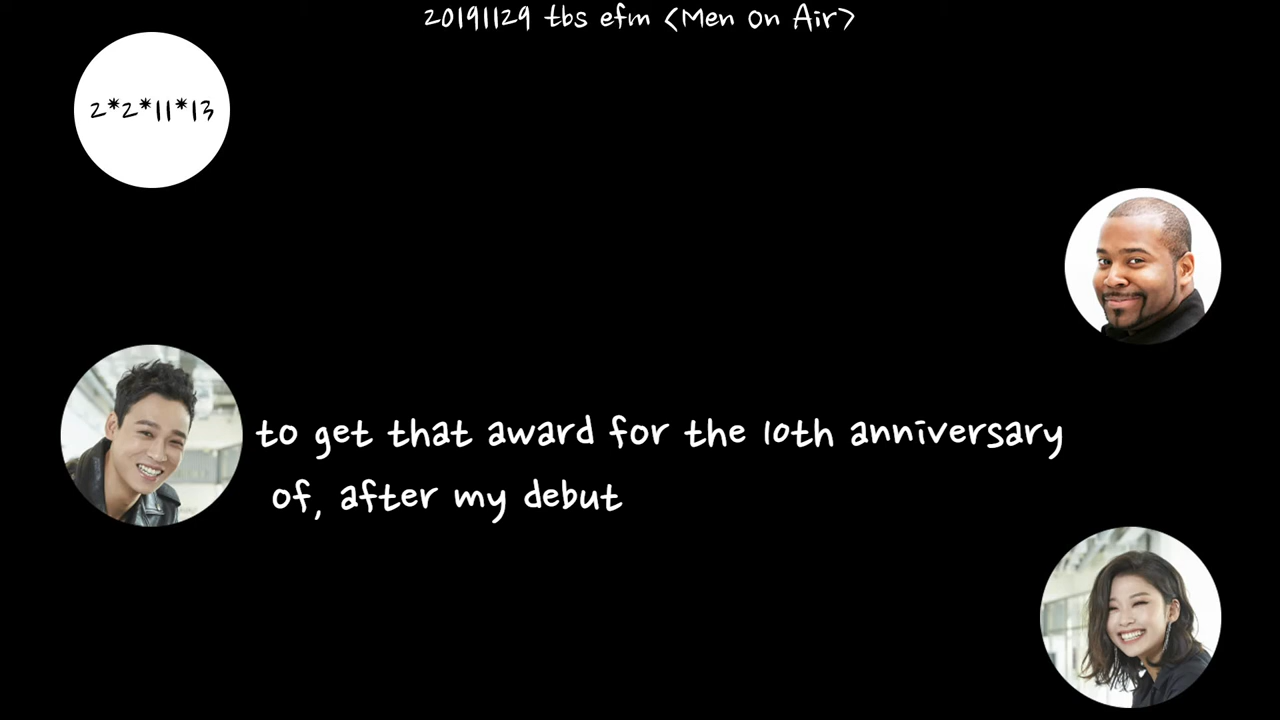 20191129 tbs efm <Men On Air>
2*2*11*13
to get that award for the 10th anniversary
of, after my debut